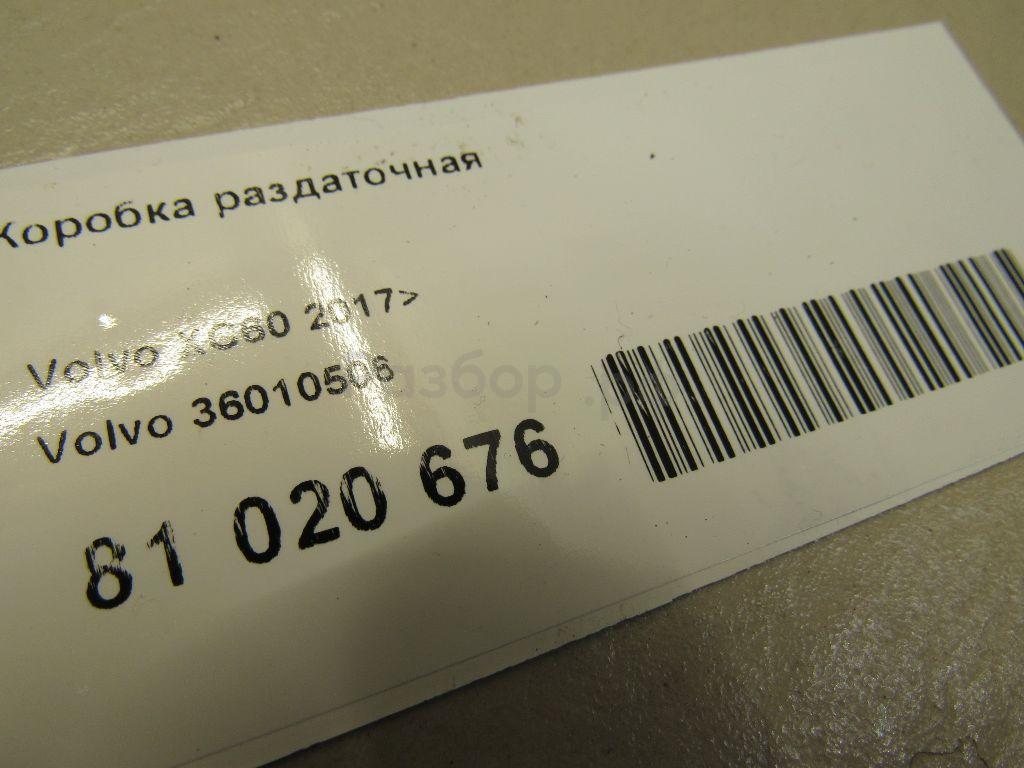 Коробка раздаточная
Volvo XC60 2017>
Volvo 36010506
81 020 676